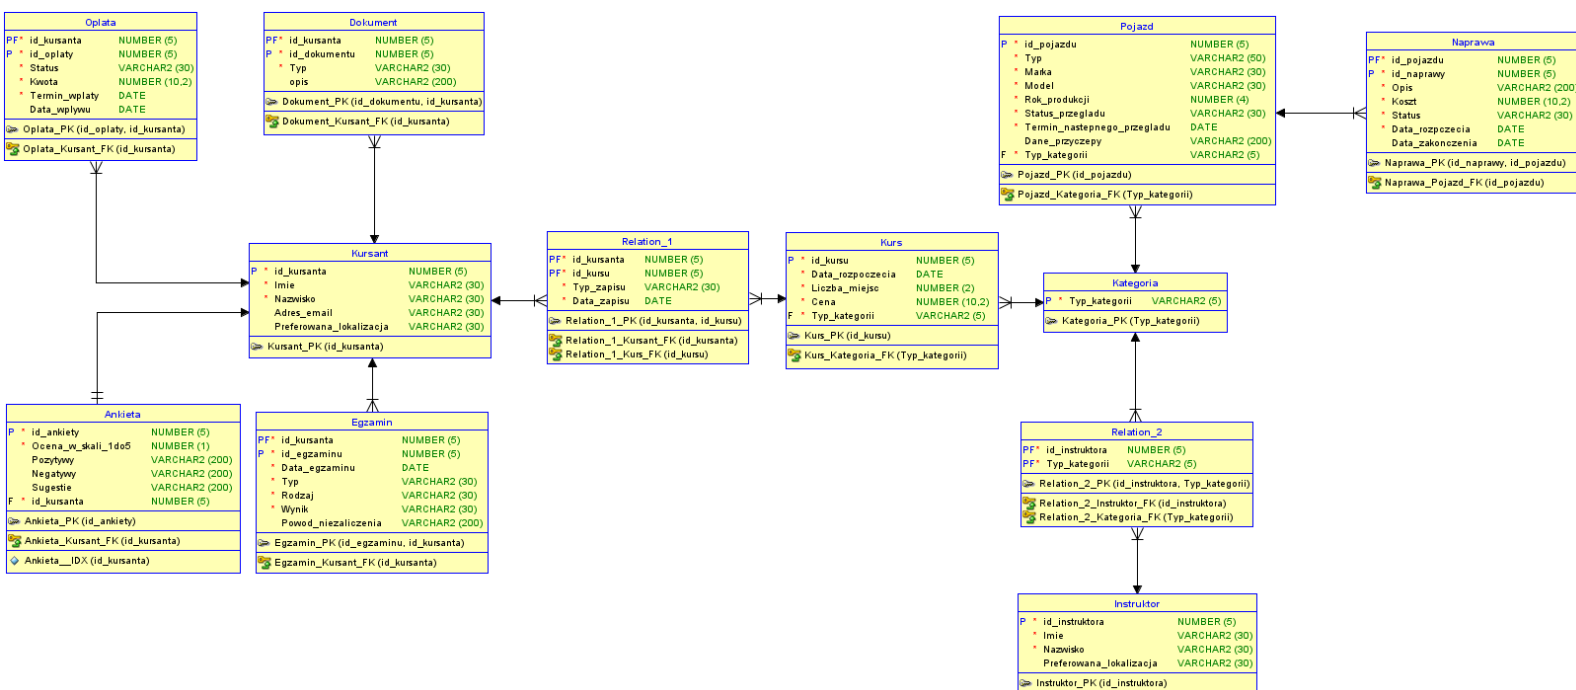 Oplata
PF* id_kursanta NUMBER (5)
P * id_oplaty NUMBER (5)
* Status VARCHAR2 (30)
* Kwota NUMBER (10,2)
* Termin_wplaty DATE
Data_wplywu DATE
Oplata_PK (id_oplaty, id_kursanta)
Oplata_Kursant_FK (id_kursanta)
Dokument
PF* id_kursanta NUMBER (5)
P * id_dokumentu NUMBER (5)
* Typ VARCHAR2 (30)
opis VARCHAR2 (200)
Dokument_PK (id_dokumentu, id_kursanta)
Dokument_Kursant_FK (id_kursanta)
Pojazd
P * id_pojazdu NUMBER (5)
* Typ VARCHAR2 (50)
* Marka VARCHAR2 (30)
* Model VARCHAR2 (30)
* Rok_produkcji NUMBER (4)
* Status_przegladu VARCHAR2 (30)
* Termin_nastepnego_przegladu DATE
Dane_przyczepy VARCHAR2 (200)
F * Typ_kategorii VARCHAR2 (5)
Pojazd_PK (id_pojazdu)
Pojazd_Kategoria_FK (Typ_kategorii)
Naprawa
PF* id_pojazdu NUMBER (5)
P * id_naprawy NUMBER (5)
* Opis VARCHAR2 (200)
* Koszt NUMBER (10,2)
* Status VARCHAR2 (30)
* Data_rozpczecia DATE
Data_zakonczenia DATE
Naprawa_PK (id_naprawy, id_pojazdu)
Naprawa_Pojazd_FK (id_pojazdu)
Kursant
P * id_kursanta NUMBER (5)
* Imie VARCHAR2 (30)
* Nazwisko VARCHAR2 (30)
Adres_email VARCHAR2 (30)
Preferowana_lokalizacja VARCHAR2 (30)
Kursant_PK (id_kursanta)
Relation_1
PF* id_kursanta NUMBER (5)
PF* id_kursu NUMBER (5)
* Typ_zapisu VARCHAR2 (30)
* Data_zapisu DATE
Relation_1_PK (id_kursanta, id_kursu)
Relation_1_Kursant_FK (id_kursanta)
Relation_1_Kurs_FK (id_kursu)
Kurs
P * id_kursu NUMBER (5)
* Data_rozpoczecia DATE
* Liczba_miejsc NUMBER (2)
* Cena NUMBER (10,2)
F * Typ_kategorii VARCHAR2 (5)
Kurs_PK (id_kursu)
Kurs_Kategoria_FK (Typ_kategorii)
Kategoria
P * Typ_kategorii VARCHAR2 (5)
Kategoria_PK (Typ_kategorii)
Ankieta
P * id_ankiety NUMBER (5)
* Ocena_w_skali_1do5 NUMBER (1)
Pozytywy VARCHAR2 (200)
Negatywy VARCHAR2 (200)
Sugestie VARCHAR2 (200)
F * id_kursanta NUMBER (5)
Ankieta_PK (id_ankiety)
Ankieta_Kursant_FK (id_kursanta)
Ankieta__IDX (id_kursanta)
Egzamin
PF* id_kursanta NUMBER (5)
P * id_egzaminu NUMBER (5)
* Data_egzaminu DATE
* Typ VARCHAR2 (30)
* Rodzaj VARCHAR2 (30)
* Wynik VARCHAR2 (30)
Powod_niezaliczenia VARCHAR2 (200)
Egzamin_PK (id_egzaminu, id_kursanta)
Egzamin_Kursant_FK (id_kursanta)
Relation_2
PF* id_instruktora NUMBER (5)
PF* Typ_kategorii VARCHAR2 (5)
Relation_2_PK (id_instruktora, Typ_kategorii)
Relation_2_Instruktor_FK (id_instruktora)
Relation_2_Kategoria_FK (Typ_kategorii)
Instruktor
P * id_instruktora NUMBER (5)
* Imie VARCHAR2 (30)
* Nazwisko VARCHAR2 (30)
Preferowana_lokalizacja VARCHAR2 (30)
Instruktor_PK (id_instruktora)